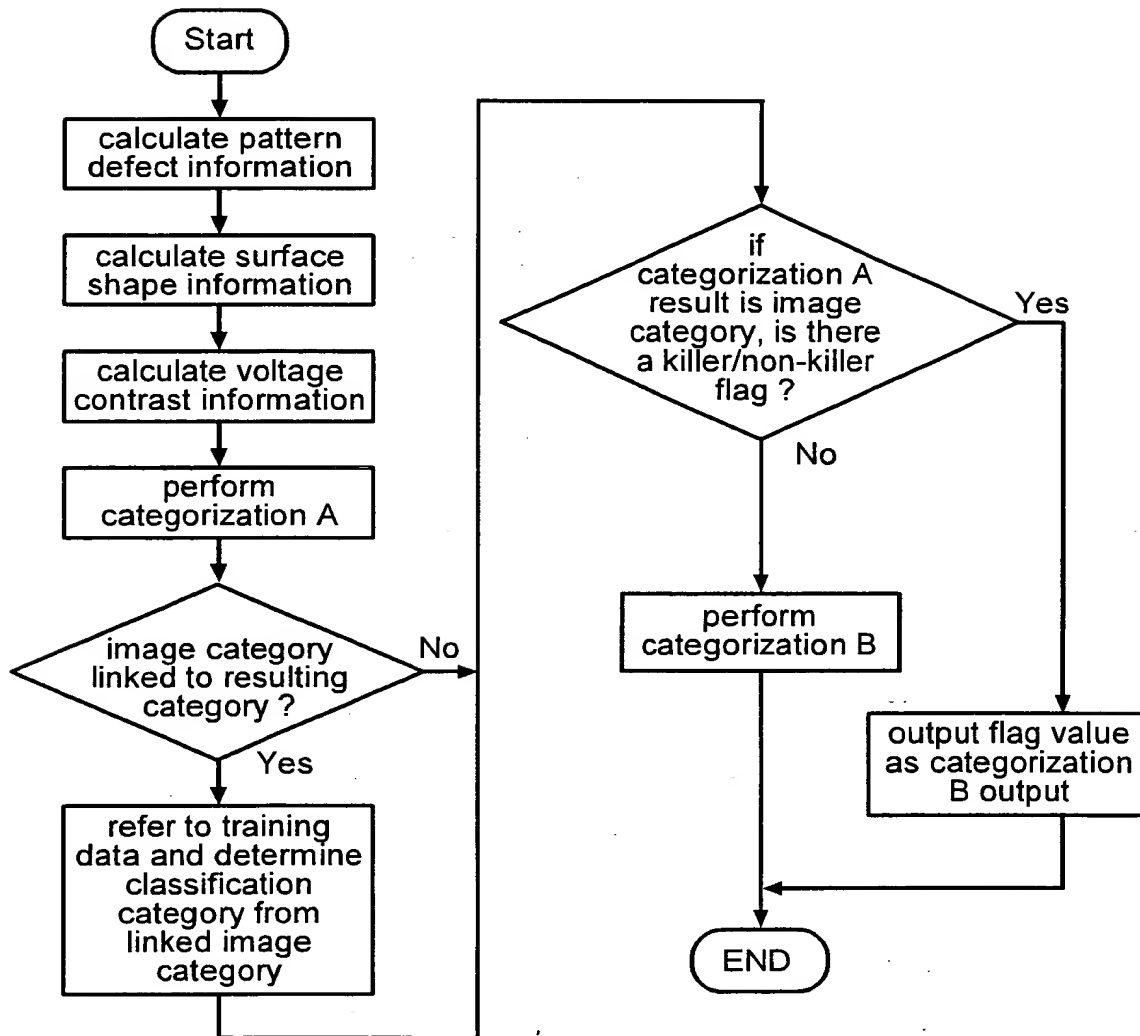 Start
calculate pattern
defect information
calculate surface
shape information
calculate voltage
contrast information
perform
categorization A
image category
linked to resulting
category ?
No
Yes
refer to training
data and determine
classification
category from
linked image
category
if
categorization A
result is image
category, is there
a killer/non-killer
flag ?
Yes
No
perform
categorization B
output flag value
as categorization
B output
END